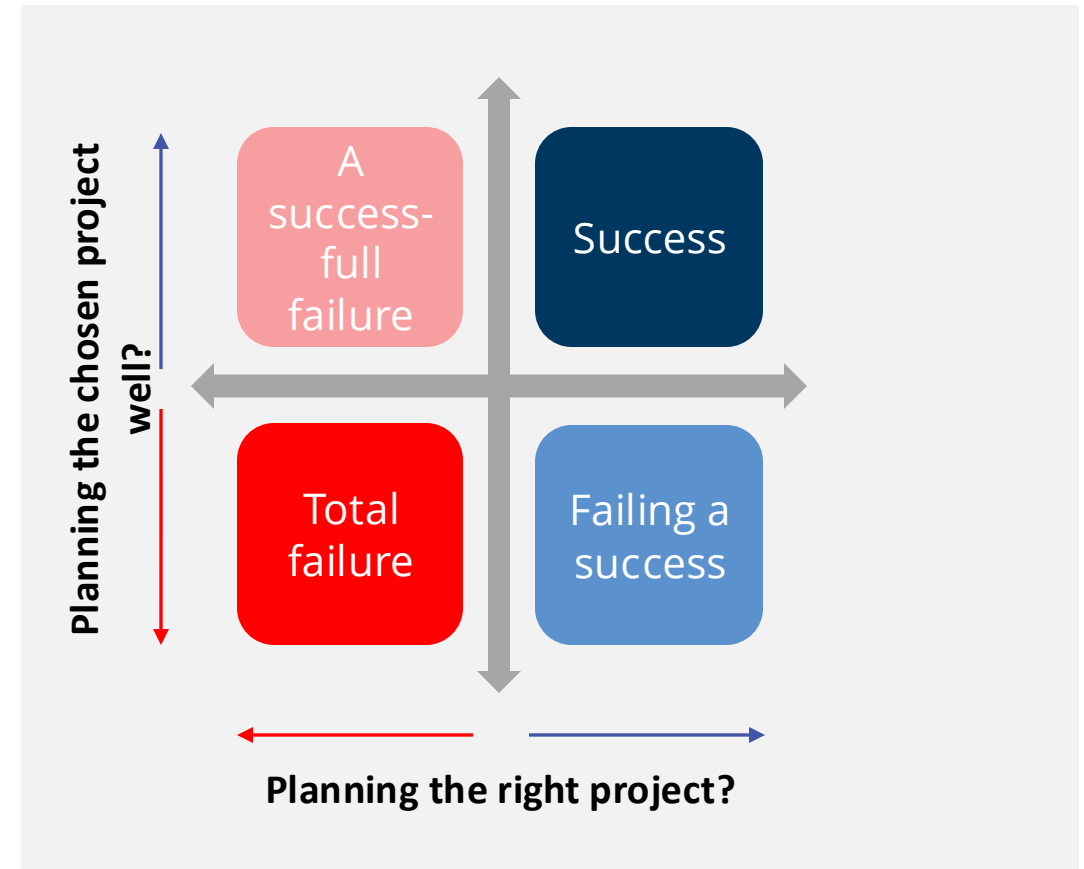 Planning the chosen project
well?
A
success-
full
failure
Success
Total
failure
Failing a
success
Planning the right project?